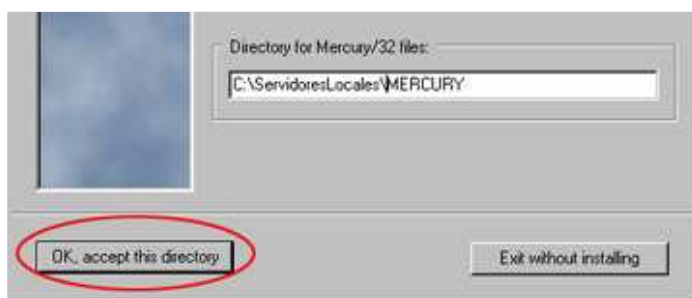 Directory for Mercury/32 files:
C:\ServidoresLocales\MERCURY
OK, accept this directory
Exit without installing